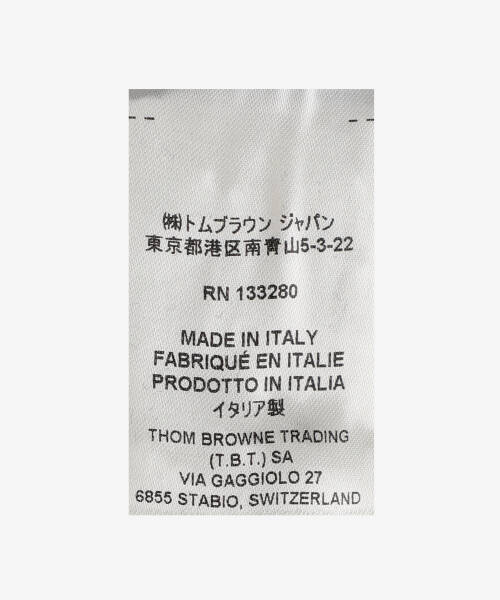 ㈱トムブラウン ジャパン
東京都港区南青山5-3-22
RN 133280
MADE IN ITALY
FABRIQUÉ EN ITALIE
PRODOTTO IN ITALIA
イタリア製
THOM BROWNE TRADING
(T.B.T.) SA
VIA GAGGIOLO 27
6855 STABIO, SWITZERLAND